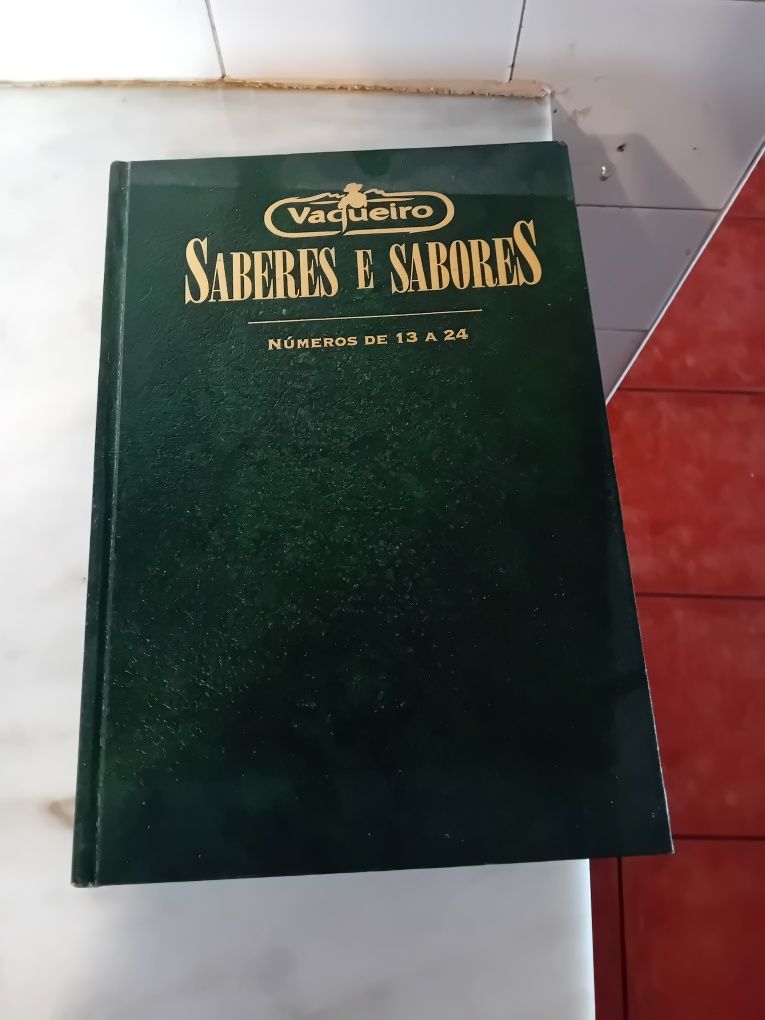 Vaqueiro
SABERES E SABORES
NÚMEROS DE 13 A 24